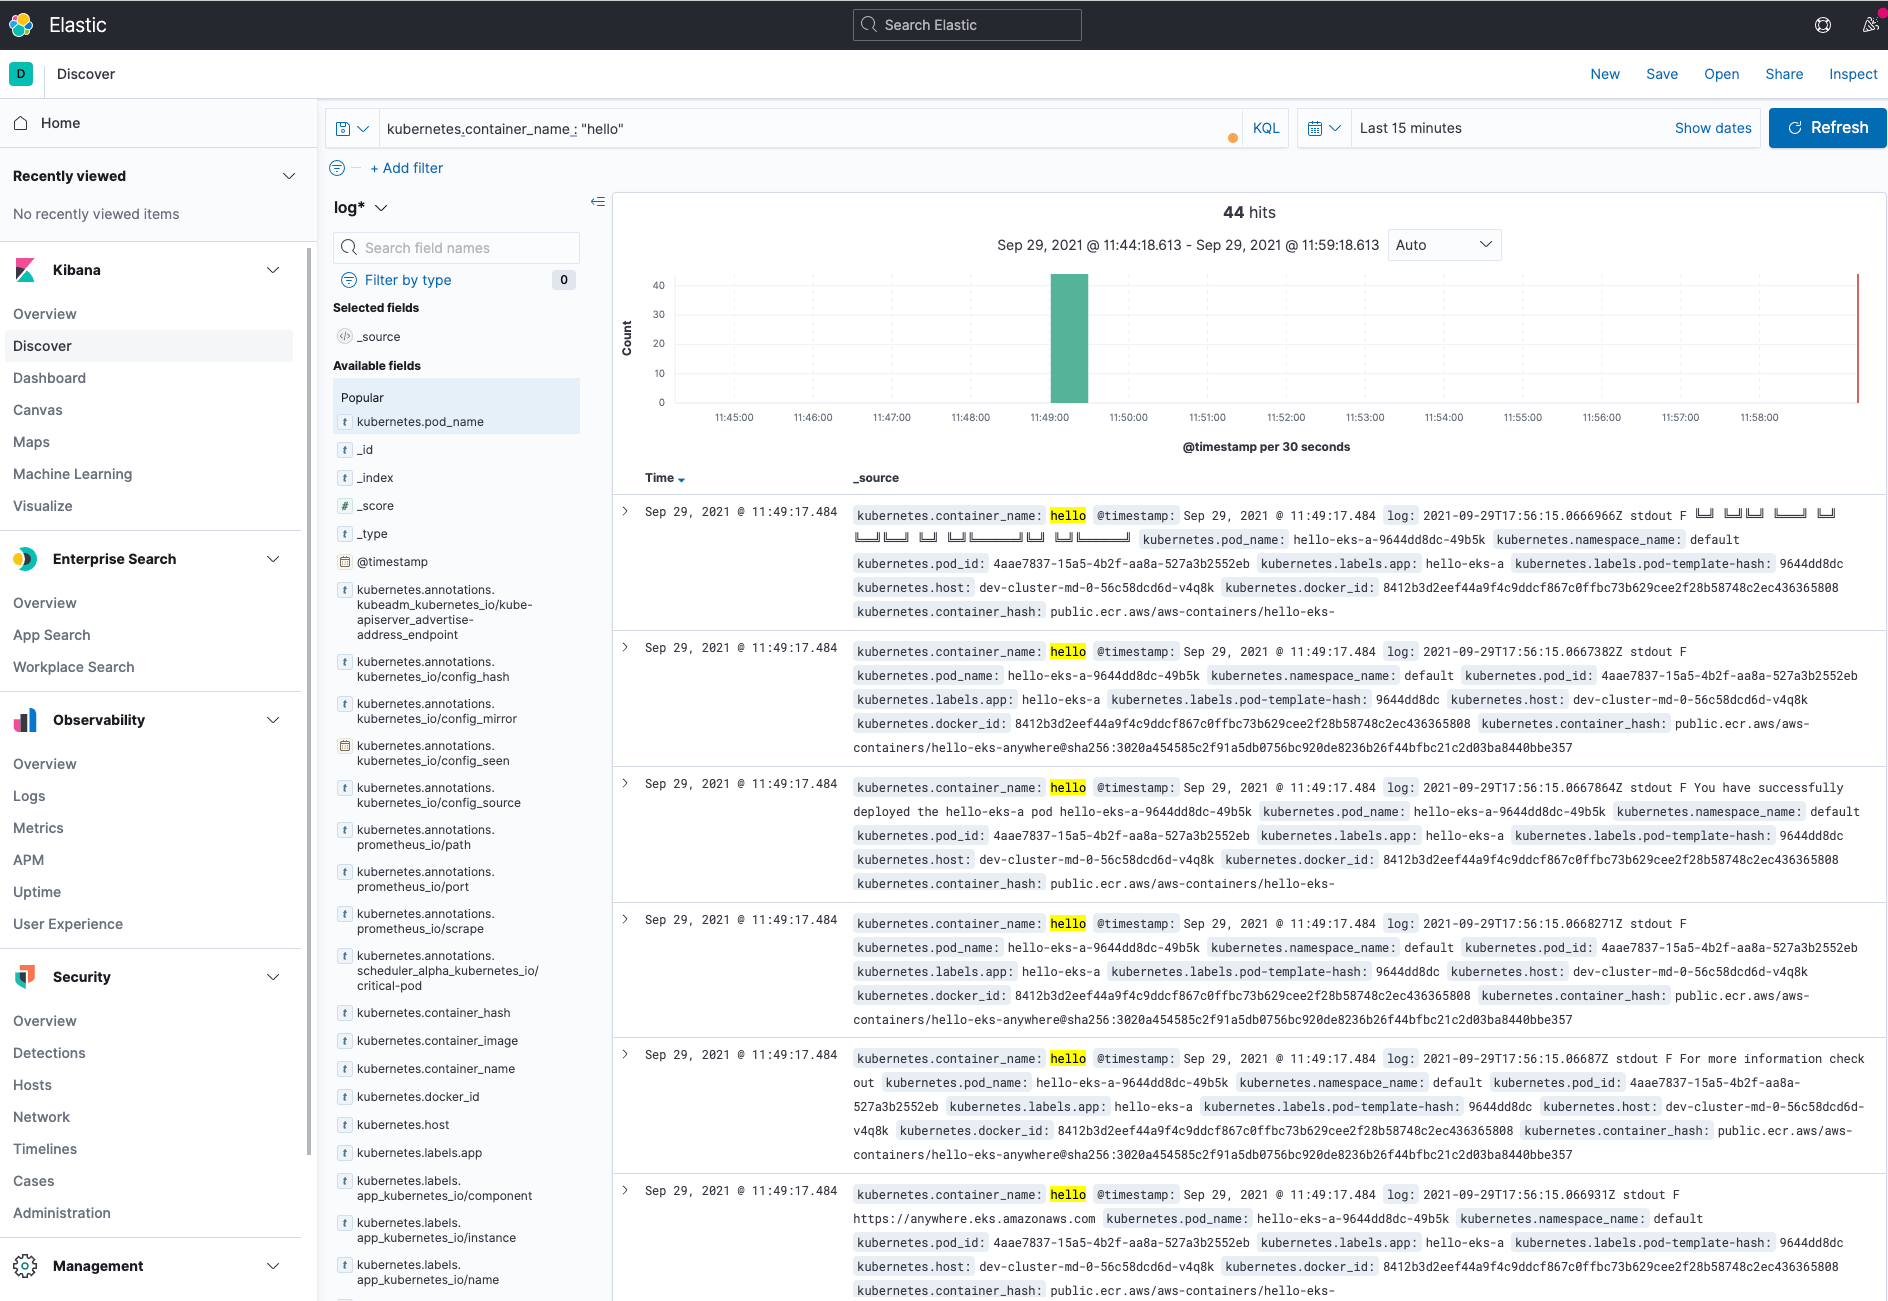 Elastic
Search Elastic
D
Discover
New Save Open Share Inspect
Home
Recently viewed
No recently viewed items
Kibana
Overview
Discover
Dashboard
Canvas
Maps
Machine Learning
Visualize
Enterprise Search
Overview
App Search
Workplace Search
Observability
Overview
Logs
Metrics
APM
Uptime
User Experience
Security
Overview
Detections
Hosts
Network
Timelines
Cases
Administration
Management
kubernetes.container_name : "hello"
KQL
Last 15 minutes
Show dates
Refresh
+ Add filter
log*
Search field names
Filter by type 0
Selected fields
_source
Available fields
Popular
t kubernetes.pod_name
t _id
t _index
# _score
t _type
@timestamp
t kubernetes.annotations.
kubeadm_kubernetes_io/kube-
apiserver_advertise-
address_endpoint
t kubernetes.annotations.
kubernetes_io/config_hash
t kubernetes.annotations.
kubernetes_io/config_mirror
kubernetes.annotations.
kubernetes_io/config_seen
t kubernetes.annotations.
kubernetes_io/config_source
t kubernetes.annotations.
prometheus_io/path
t kubernetes.annotations.
prometheus_io/port
t kubernetes.annotations.
prometheus_io/scrape
t kubernetes.annotations.
scheduler_alpha_kubernetes_io/
critical-pod
t kubernetes.container_hash
t kubernetes.container_image
t kubernetes.container_name
t kubernetes.docker_id
t kubernetes.host
t kubernetes.labels.app
t kubernetes.labels.
app_kubernetes_io/component
t kubernetes.labels.
app_kubernetes_io/instance
t kubernetes.labels.
app_kubernetes_io/name
44 hits
Sep 29, 2021 @ 11:44:18.613 - Sep 29, 2021 @ 11:59:18.613 Auto
Count
40
30
20
10
0
11:45:00 11:46:00 11:47:00 11:48:00 11:49:00 11:50:00 11:51:00 11:52:00 11:53:00 11:54:00 11:55:00 11:56:00 11:57:00 11:58:00
@timestamp per 30 seconds
Time _source
Sep 29, 2021 @ 11:49:17.484 kubernetes.container_name: hello @timestamp: Sep 29, 2021 @ 11:49:17.484 log: 2021-09-29T17:56:15.0666966Z stdout F ╚═╝ ╚═╝╚═╝ ╚═══╝ ╚═╝
╚══╝╚══╝ ╚═╝ ╚═╝╚══════╝╚═╝ ╚═╝╚══════╝ kubernetes.pod_name: hello-eks-a-9644dd8dc-49b5k kubernetes.namespace_name: default
kubernetes.pod_id: 4aae7837-15a5-4b2f-aa8a-527a3b2552eb kubernetes.labels.app: hello-eks-a kubernetes.labels.pod-template-hash: 9644dd8dc
kubernetes.host: dev-cluster-md-0-56c58dcd6d-v4q8k kubernetes.docker_id: 8412b3d2eef44a9f4c9ddcf867c0ffbc73b629cee2f28b58748c2ec436365808
kubernetes.container_hash: public.ecr.aws/aws-containers/hello-eks-
Sep 29, 2021 @ 11:49:17.484 kubernetes.container_name: hello @timestamp: Sep 29, 2021 @ 11:49:17.484 log: 2021-09-29T17:56:15.0667382Z stdout F
kubernetes.pod_name: hello-eks-a-9644dd8dc-49b5k kubernetes.namespace_name: default kubernetes.pod_id: 4aae7837-15a5-4b2f-aa8a-527a3b2552eb
kubernetes.labels.app: hello-eks-a kubernetes.labels.pod-template-hash: 9644dd8dc kubernetes.host: dev-cluster-md-0-56c58dcd6d-v4q8k
kubernetes.docker_id: 8412b3d2eef44a9f4c9ddcf867c0ffbc73b629cee2f28b58748c2ec436365808 kubernetes.container_hash: public.ecr.aws/aws-
containers/hello-eks-anywhere@sha256:3020a454585c2f91a5db0756bc920de8236b26f44bfbc21c2d03ba8440bbe357
Sep 29, 2021 @ 11:49:17.484 kubernetes.container_name: hello @timestamp: Sep 29, 2021 @ 11:49:17.484 log: 2021-09-29T17:56:15.0667864Z stdout F You have successfully
deployed the hello-eks-a pod hello-eks-a-9644dd8dc-49b5k kubernetes.pod_name: hello-eks-a-9644dd8dc-49b5k kubernetes.namespace_name: default
kubernetes.pod_id: 4aae7837-15a5-4b2f-aa8a-527a3b2552eb kubernetes.labels.app: hello-eks-a kubernetes.labels.pod-template-hash: 9644dd8dc
kubernetes.host: dev-cluster-md-0-56c58dcd6d-v4q8k kubernetes.docker_id: 8412b3d2eef44a9f4c9ddcf867c0ffbc73b629cee2f28b58748c2ec436365808
kubernetes.container_hash: public.ecr.aws/aws-containers/hello-eks-
Sep 29, 2021 @ 11:49:17.484 kubernetes.container_name: hello @timestamp: Sep 29, 2021 @ 11:49:17.484 log: 2021-09-29T17:56:15.0668271Z stdout F
kubernetes.pod_name: hello-eks-a-9644dd8dc-49b5k kubernetes.namespace_name: default kubernetes.pod_id: 4aae7837-15a5-4b2f-aa8a-527a3b2552eb
kubernetes.labels.app: hello-eks-a kubernetes.labels.pod-template-hash: 9644dd8dc kubernetes.host: dev-cluster-md-0-56c58dcd6d-v4q8k
kubernetes.docker_id: 8412b3d2eef44a9f4c9ddcf867c0ffbc73b629cee2f28b58748c2ec436365808 kubernetes.container_hash: public.ecr.aws/aws-
containers/hello-eks-anywhere@sha256:3020a454585c2f91a5db0756bc920de8236b26f44bfbc21c2d03ba8440bbe357
Sep 29, 2021 @ 11:49:17.484 kubernetes.container_name: hello @timestamp: Sep 29, 2021 @ 11:49:17.484 log: 2021-09-29T17:56:15.06687Z stdout F For more information check
out kubernetes.pod_name: hello-eks-a-9644dd8dc-49b5k kubernetes.namespace_name: default kubernetes.pod_id: 4aae7837-15a5-4b2f-aa8a-
527a3b2552eb kubernetes.labels.app: hello-eks-a kubernetes.labels.pod-template-hash: 9644dd8dc kubernetes.host: dev-cluster-md-0-56c58dcd6d-
v4q8k kubernetes.docker_id: 8412b3d2eef44a9f4c9ddcf867c0ffbc73b629cee2f28b58748c2ec436365808 kubernetes.container_hash: public.ecr.aws/aws-
containers/hello-eks-anywhere@sha256:3020a454585c2f91a5db0756bc920de8236b26f44bfbc21c2d03ba8440bbe357
Sep 29, 2021 @ 11:49:17.484 kubernetes.container_name: hello @timestamp: Sep 29, 2021 @ 11:49:17.484 log: 2021-09-29T17:56:15.066931Z stdout F
https://anywhere.eks.amazonaws.com kubernetes.pod_name: hello-eks-a-9644dd8dc-49b5k kubernetes.namespace_name: default
kubernetes.pod_id: 4aae7837-15a5-4b2f-aa8a-527a3b2552eb kubernetes.labels.app: hello-eks-a kubernetes.labels.pod-template-hash: 9644dd8dc
kubernetes.host: dev-cluster-md-0-56c58dcd6d-v4q8k kubernetes.docker_id: 8412b3d2eef44a9f4c9ddcf867c0ffbc73b629cee2f28b58748c2ec436365808
kubernetes.container_hash: public.ecr.aws/aws-containers/hello-eks-